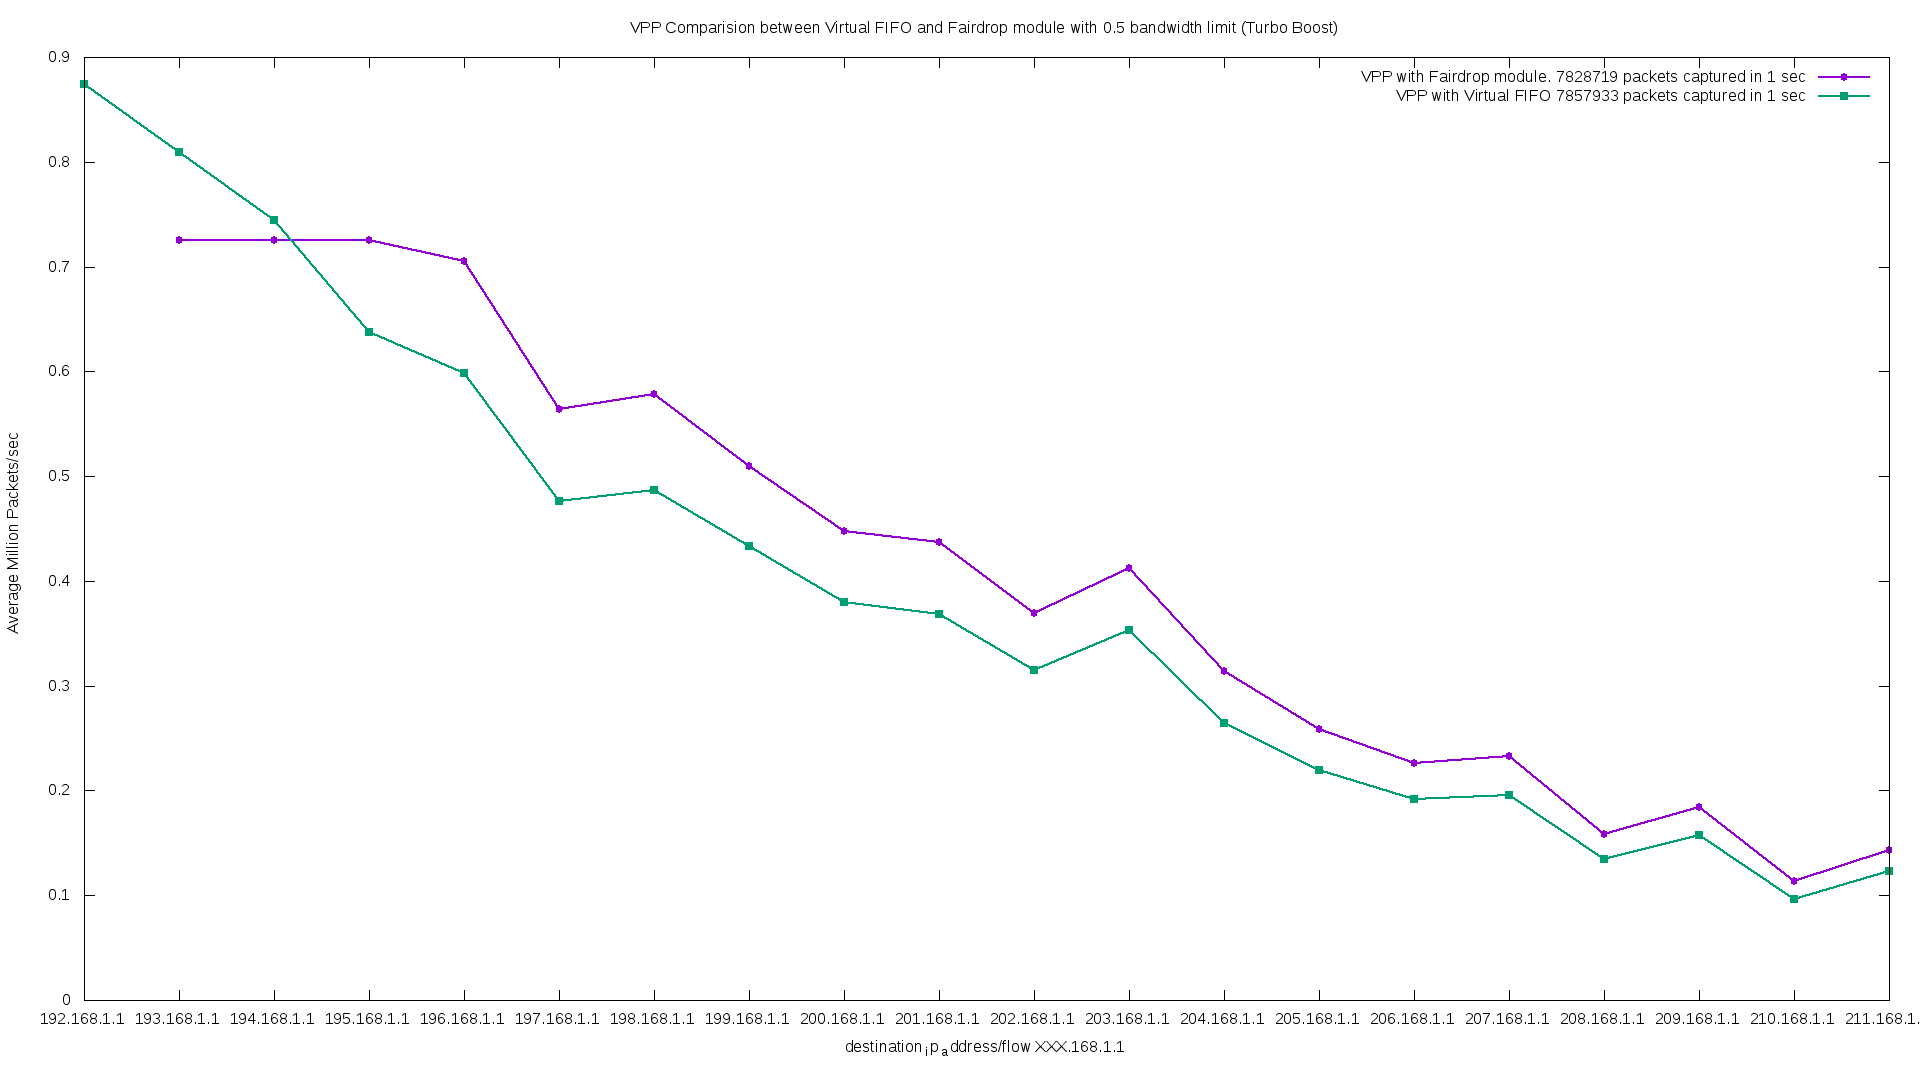 VPP Comparision between Virtual FIFO and Fairdrop module with 0.5 bandwidth limit (Turbo Boost)
VPP with Fairdrop module. 7828719 packets captured in 1 sec
VPP with Virtual FIFO 7857933 packets captured in 1 sec
0.9
0.8
0.7
0.6
0.5
0.4
0.3
0.2
0.1
0
Average Million Packets/sec
192.168.1.1 193.168.1.1 194.168.1.1 195.168.1.1 196.168.1.1 197.168.1.1 198.168.1.1 199.168.1.1 200.168.1.1 201.168.1.1 202.168.1.1 203.168.1.1 204.168.1.1 205.168.1.1 206.168.1.1 207.168.1.1 208.168.1.1 209.168.1.1 210.168.1.1 211.168.1.
destination ip address/flow XXX.168.1.1